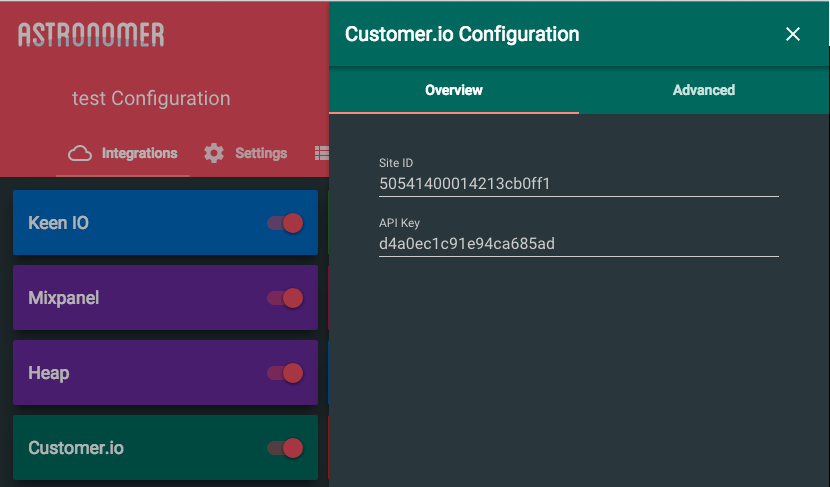 ASTRONOMER
test Configuration
Integrations
Settings
Keen IO
Mixpanel
Heap
Customer.io
Customer.io Configuration
Overview
Advanced
Site ID
50541400014213cb0ff1
API Key
d4a0ec1c91e94ca685ad